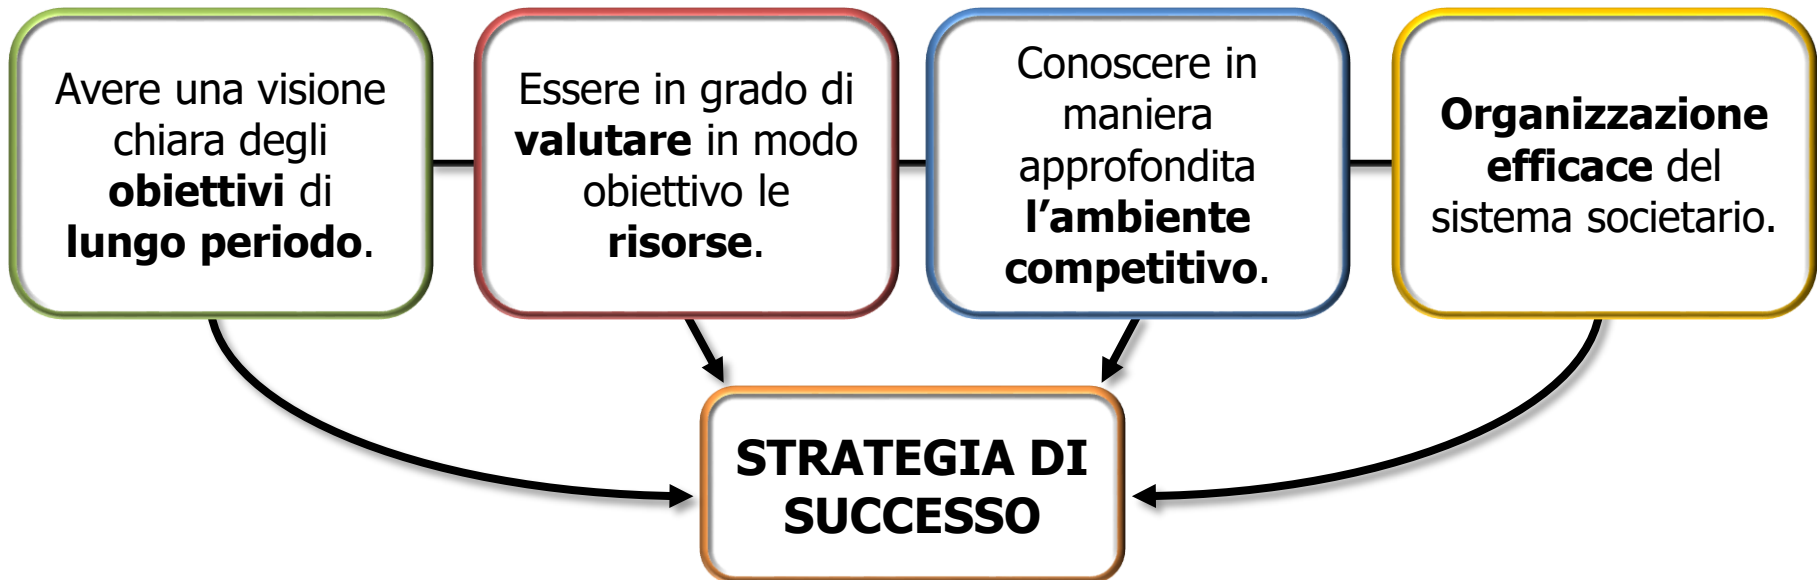 Avere una visione
chiara degli
obiettivi di
lungo periodo.
Essere in grado di
valutare in modo
obiettivo le
risorse.
Conoscere in
maniera
approfondita
l’ambiente
competitivo.
Organizzazione
efficace del
sistema societario.
STRATEGIA DI
SUCCESSO